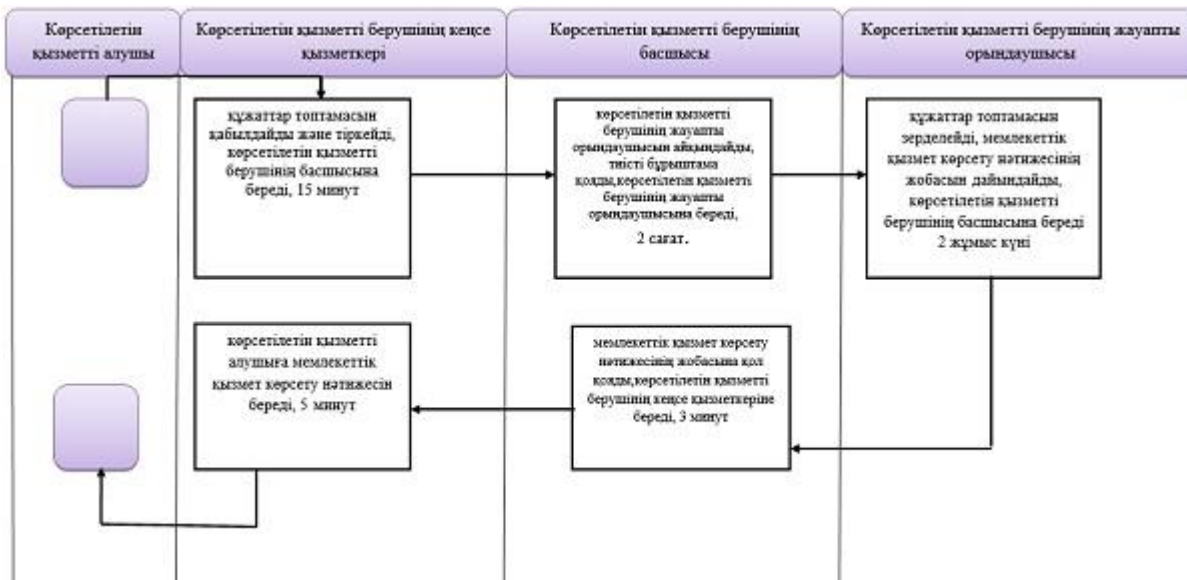 Көрсетілетін
қызметті алушы
Көрсетілетін қызметті берушінің кеңсе
қызметкері
Көрсетілетін қызметті берушінің
басшысы
Көрсетілетін қызметті берушінің жауапты
орындаушысы
құжаттар топтамасын
қабылдайды және тіркейді,
көрсетілетін қызметті
берушінің басшысына
береді, 15 минут
көрсетілетін қызметті
берушінің жауапты
орындаушысын айқындайды,
тиісті бұрыштама
қояды,көрсетілетін қызметті
берушінің жауапты
орындаушысына береді,
2 сағат.
құжаттар топтамасын
зерделейді, мемлекеттік
қызмет көрсету нәтижесінің
жобасын дайындайды,
көрсетілетін қызметті
берушінің басшысына береді
2 жұмыс күні
көрсетілетін қызметті
алушыға мемлекеттік
қызмет көрсету нәтижесін
береді, 5 минут
мемлекеттік қызмет көрсету
нәтижесінің жобасына қол
қояды,көрсетілетін қызметті
берушінің кеңсе қызметкеріне
береді, 3 минут